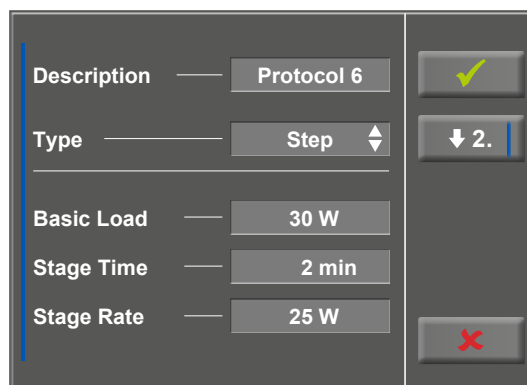 Description Protocol 6
Type Step
Basic Load 30 W
Stage Time 2 min
Stage Rate 25 W
2.